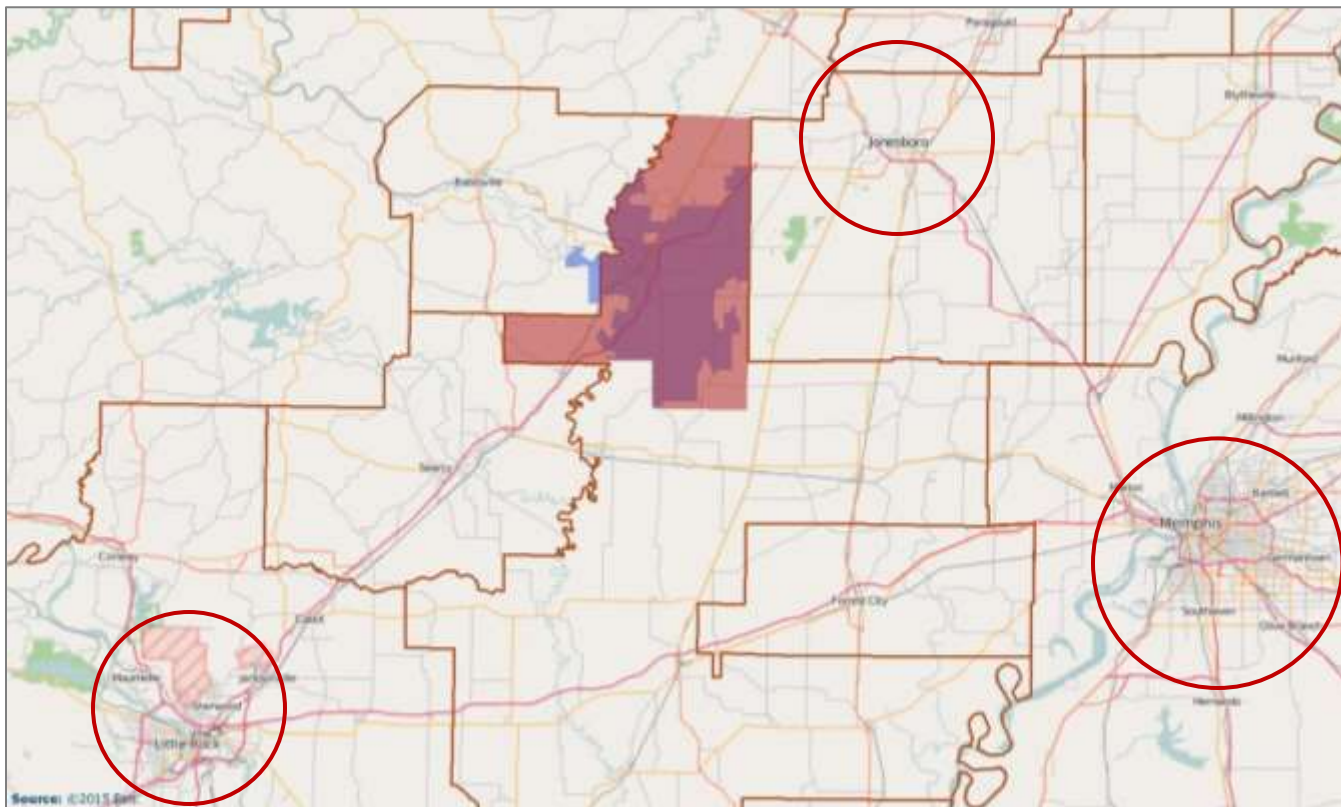 Paragould
Blytheville
Jonesboro
Batesville
Munford
Millington
Searcy
Marion
Bartlett
Memphis
Conway
Germantown
Forrest City
Southaven
Cabot
Olive Branch
Maumelle
Jacksonville
Sherwood
Hernando
Little Rock
Source: ©2015 Esri